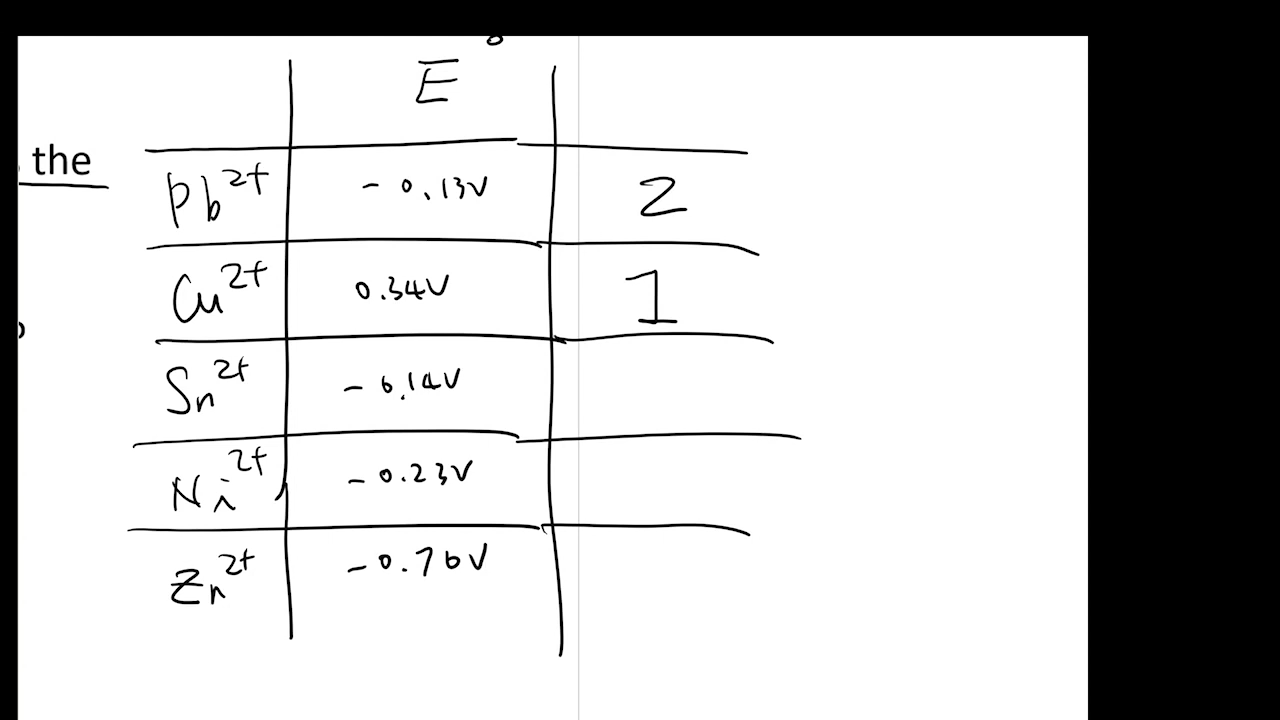 E
the
Pb²⁺ -0.13V 2
Cu²⁺ 0.34V 1
Sn²⁺ -0.14V
Ni²⁺ -0.23V
Zn²⁺ -0.76V